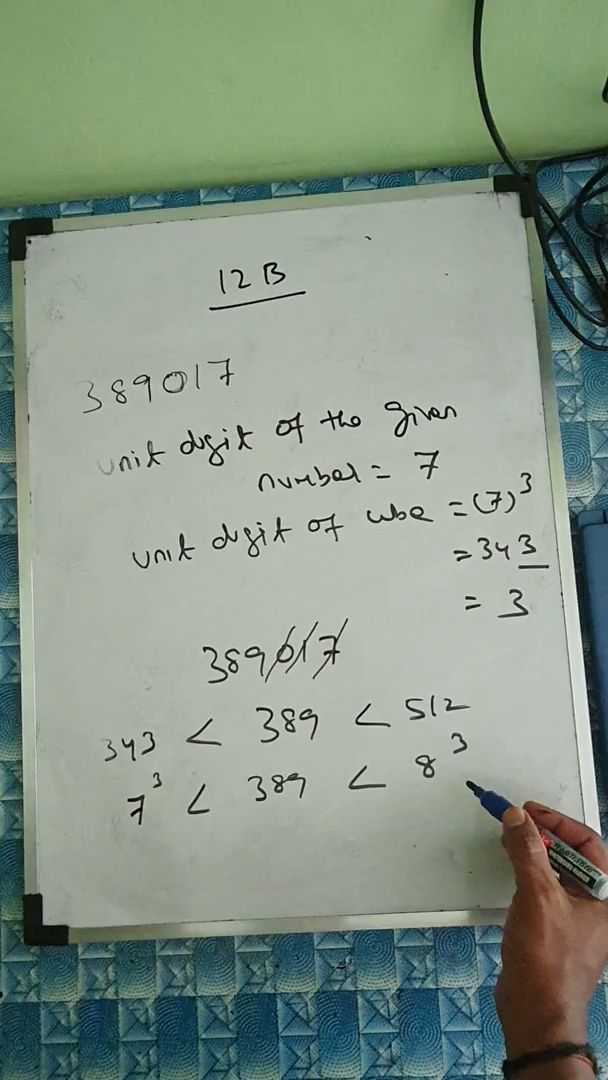 12 B
389017
unit digit of the given
number = 7
unit digit of cube = (7)³
= 343
= 3
389017
343 < 389 < 512
7³ < 389 < 8³